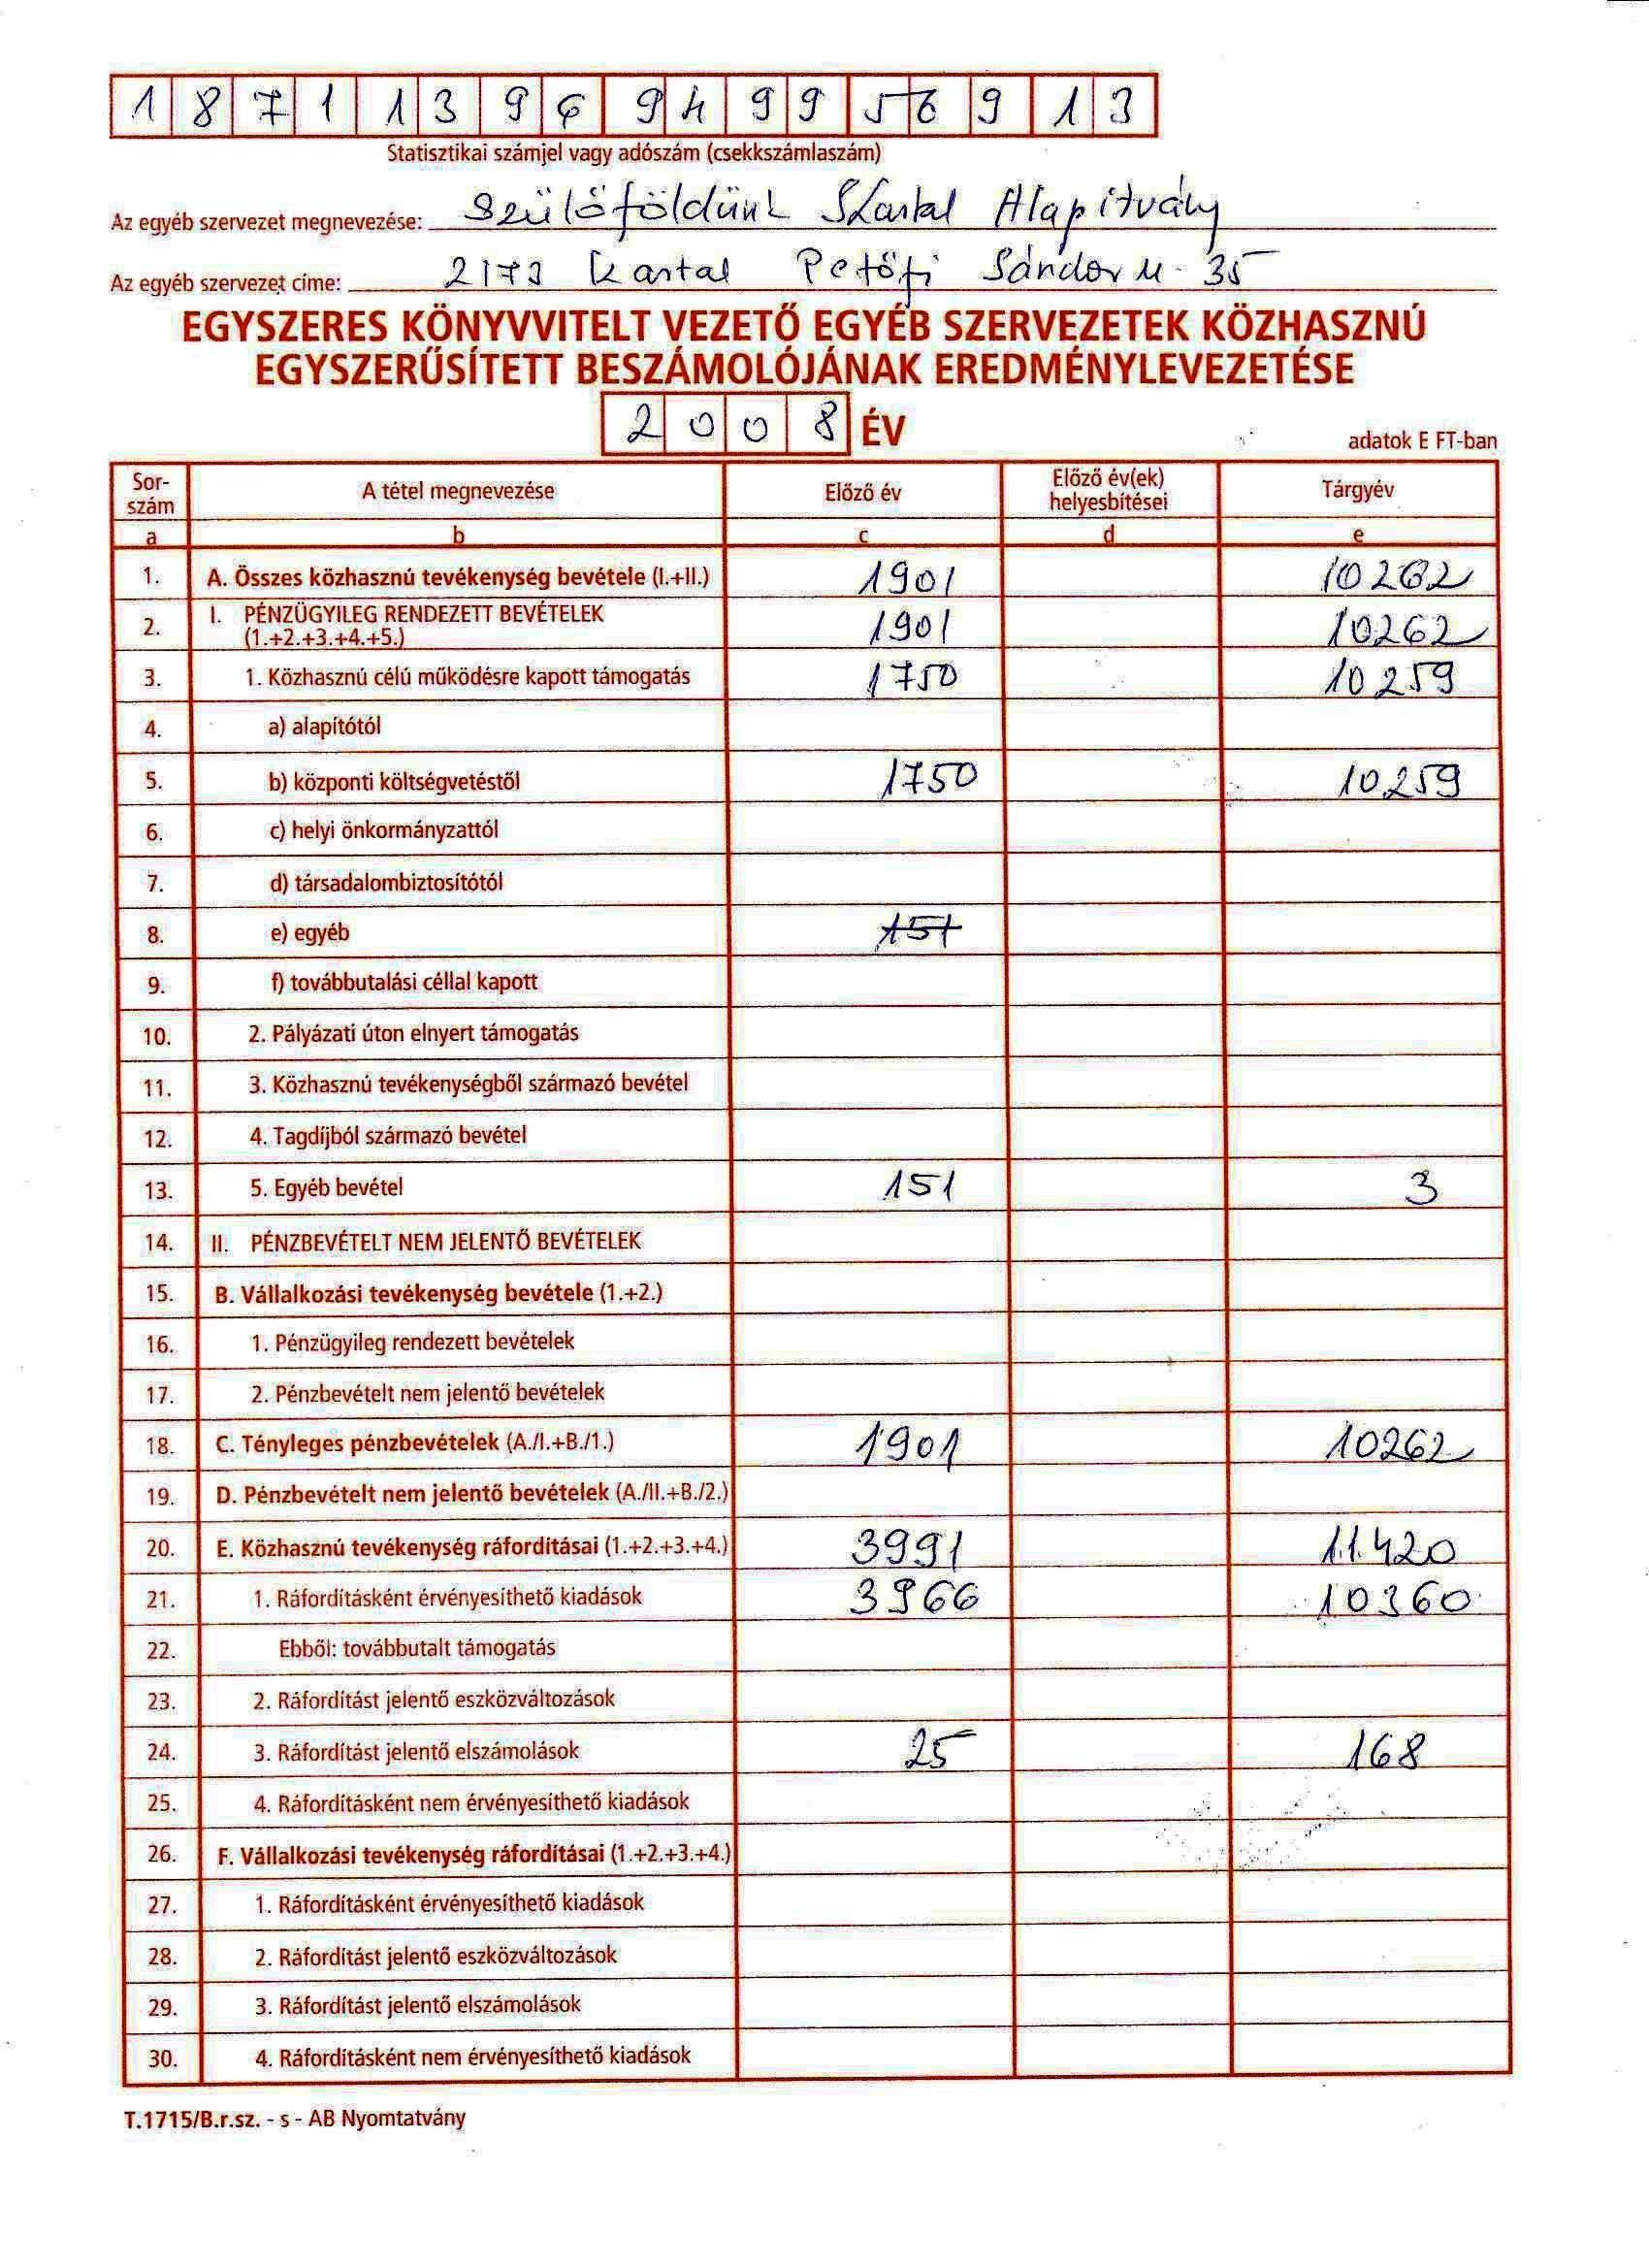 1 8 7 1 1 3 9 6 9 4 9 9 5 6 9 1 3
Statisztikai számjel vagy adószám (csekkszámlaszám)
Az egyéb szervezet megnevezése: Szülőföldünk Kartal Alapítvány
Az egyéb szervezet címe: 2173 Kartal Petőfi Sándor u. 35
EGYSZERES KÖNYVVITELT VEZETŐ EGYÉB SZERVEZETEK KÖZHASZNÚ
EGYSZERŰSÍTETT BESZÁMOLÓJÁNAK EREDMÉNYLEVEZETÉSE
2 0 0 8 ÉV
adatok E FT-ban
Sor-szám A tétel megnevezése Előző év Előző év(ek) helyesbítései Tárgyév
a b c d e
1. A. Összes közhasznú tevékenység bevétele (I.+II.) 1901 10262
2. I. PÉNZÜGYILEG RENDEZETT BEVÉTELEK (1.+2.+3.+4.+5.) 1901 10262
3. 1. Közhasznú célú működésre kapott támogatás 1750 10259
4. a) alapítótól
5. b) központi költségvetéstől 1750 10259
6. c) helyi önkormányzattól
7. d) társadalombiztosítótól
8. e) egyéb 151
9. f) továbbutalási céllal kapott
10. 2. Pályázati úton elnyert támogatás
11. 3. Közhasznú tevékenységből származó bevétel
12. 4. Tagdíjból származó bevétel
13. 5. Egyéb bevétel 151 3
14. II. PÉNZBEVÉTELT NEM JELENTŐ BEVÉTELEK
15. B. Vállalkozási tevékenység bevétele (1.+2.)
16. 1. Pénzügyileg rendezett bevételek
17. 2. Pénzbevételt nem jelentő bevételek
18. C. Tényleges pénzbevételek (A./I.+B./1.) 1901 10262
19. D. Pénzbevételt nem jelentő bevételek (A./II.+B./2.)
20. E. Közhasznú tevékenység ráfordításai (1.+2.+3.+4.) 3991 11.420
21. 1. Ráfordításként érvényesíthető kiadások 3966 10360
22. Ebből: továbbutalt támogatás
23. 2. Ráfordítást jelentő eszközváltozások
24. 3. Ráfordítást jelentő elszámolások 25 168
25. 4. Ráfordításként nem érvényesíthető kiadások
26. F. Vállalkozási tevékenység ráfordításai (1.+2.+3.+4.)
27. 1. Ráfordításként érvényesíthető kiadások
28. 2. Ráfordítást jelentő eszközváltozások
29. 3. Ráfordítást jelentő elszámolások
30. 4. Ráfordításként nem érvényesíthető kiadások
T.1715/B.r.sz. - s - AB Nyomtatvány